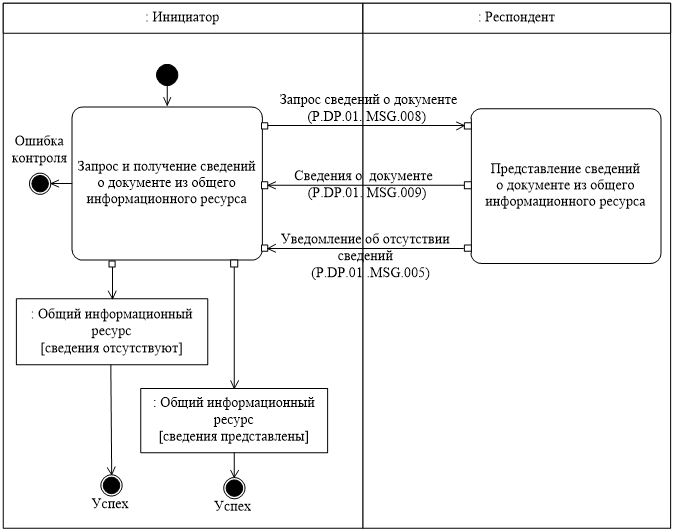 : Инициатор
: Респондент
Запрос сведений о документе
(P.DP.01. MSG.008)
Ошибка
контроля
Запрос и получение сведений
о документе из общего
информационного ресурса
Сведения о документе
(P.DP.01. MSG.009)
Представление сведений
о документе из общего
информационного ресурса
Уведомление об отсутствии
сведений
(P.DP.01 .MSG.005)
: Общий информационный
ресурс
[сведения отсутствуют]
: Общий информационный
ресурс
[сведения представлены]
Успех
Успех